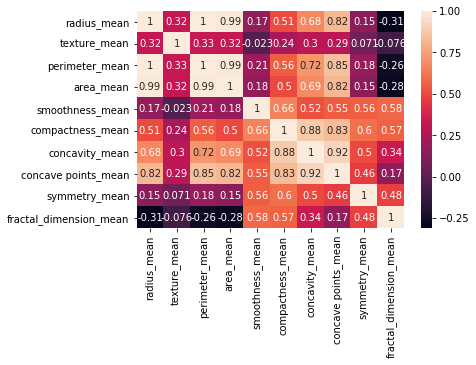 radius_mean 1 0.32 1 0.99 0.17 0.51 0.68 0.82 0.15 -0.31
texture_mean 0.32 1 0.33 0.32 -0.023 0.24 0.3 0.29 0.071 -0.076
perimeter_mean 1 0.33 1 0.99 0.21 0.56 0.72 0.85 0.18 -0.26
area_mean 0.99 0.32 0.99 1 0.18 0.5 0.69 0.82 0.15 -0.28
smoothness_mean 0.17 -0.023 0.21 0.18 1 0.66 0.52 0.55 0.56 0.58
compactness_mean 0.51 0.24 0.56 0.5 0.66 1 0.88 0.83 0.6 0.57
concavity_mean 0.68 0.3 0.72 0.69 0.52 0.88 1 0.92 0.5 0.34
concave points_mean 0.82 0.29 0.85 0.82 0.55 0.83 0.92 1 0.46 0.17
symmetry_mean 0.15 0.071 0.18 0.15 0.56 0.6 0.5 0.46 1 0.48
fractal_dimension_mean -0.31 -0.076 -0.26 -0.28 0.58 0.57 0.34 0.17 0.48 1
radius_mean
texture_mean
perimeter_mean
area_mean
smoothness_mean
compactness_mean
concavity_mean
concave points_mean
symmetry_mean
fractal_dimension_mean
1.00
0.75
0.50
0.25
0.00
-0.25